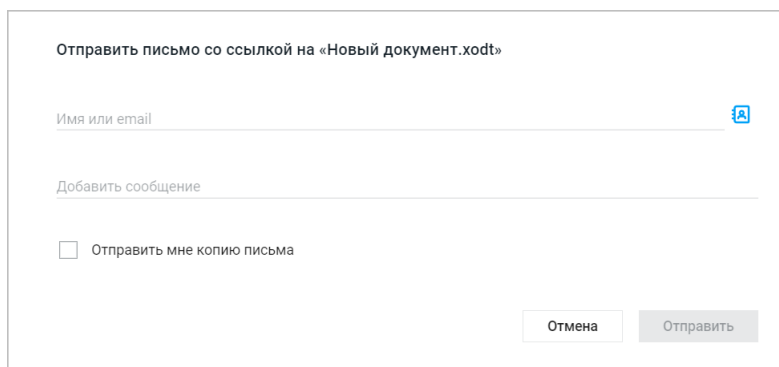 Отправить письмо со ссылкой на «Новый документ.xodt»
Имя или email
Добавить сообщение
Отправить мне копию письма
Отмена
Отправить